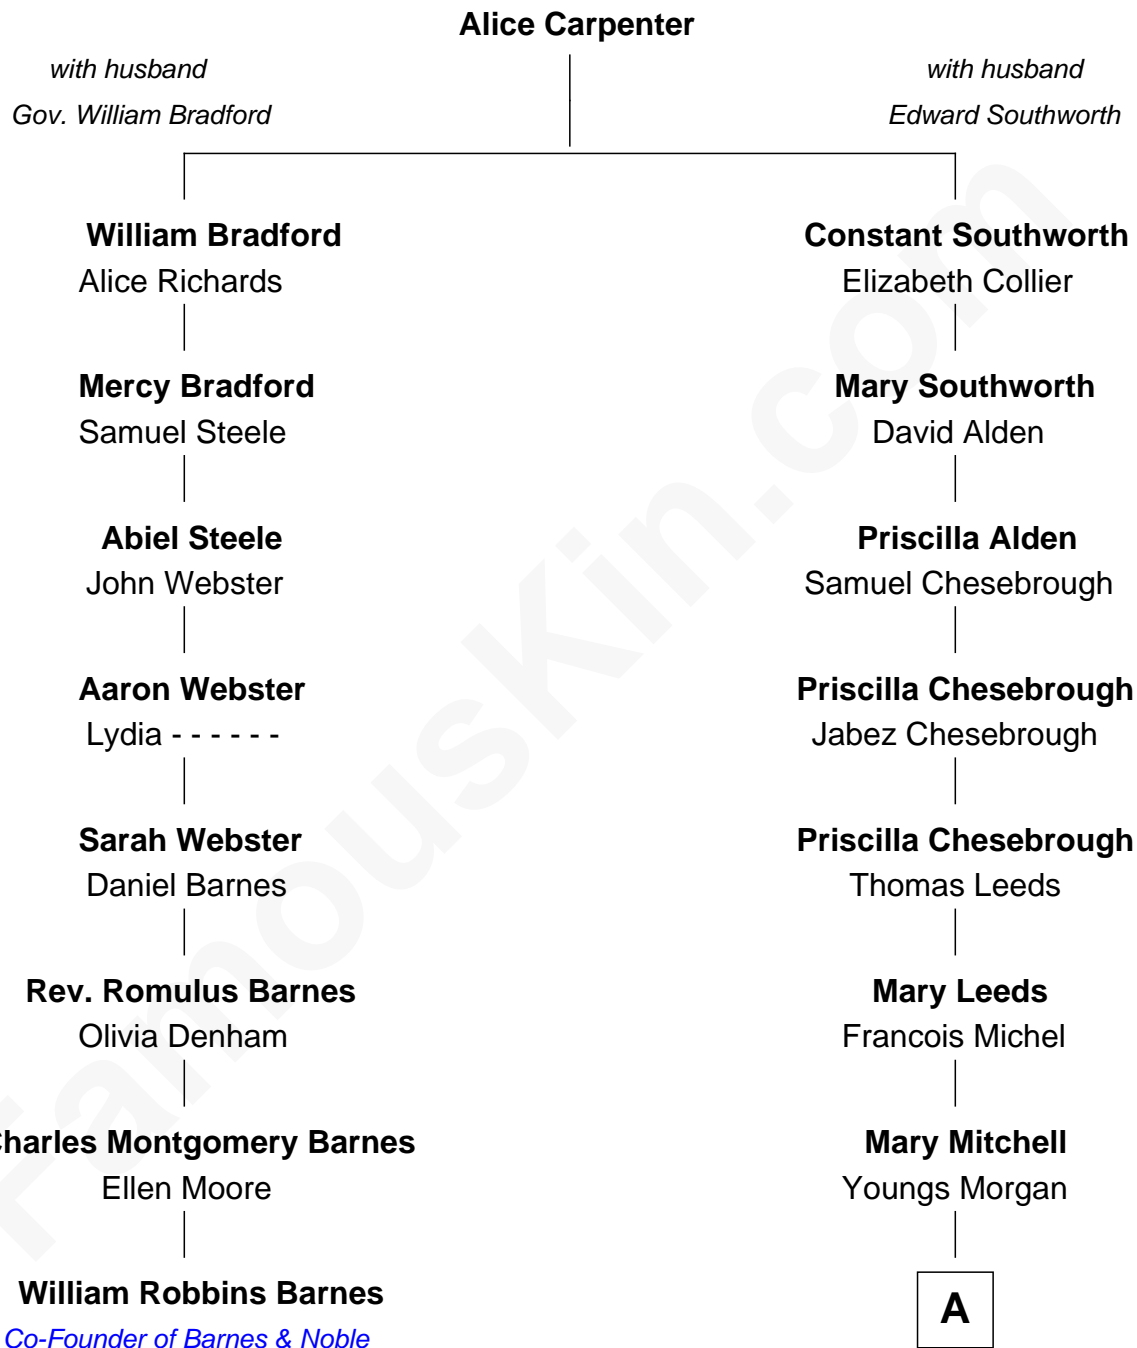 Alice Carpenter
with husband
Gov. William Bradford
with husband
Edward Southworth
William Bradford
Alice Richards
Constant Southworth
Elizabeth Collier
Mercy Bradford
Samuel Steele
Mary Southworth
David Alden
Abiel Steele
John Webster
Priscilla Alden
Samuel Chesebrough
Aaron Webster
Lydia - - - - - -
Priscilla Chesebrough
Jabez Chesebrough
Sarah Webster
Daniel Barnes
Priscilla Chesebrough
Thomas Leeds
Rev. Romulus Barnes
Olivia Denham
Mary Leeds
Francois Michel
Charles Montgomery Barnes
Ellen Moore
Mary Mitchell
Youngs Morgan
William Robbins Barnes
Co-Founder of Barnes & Noble
A
FamousKin.com